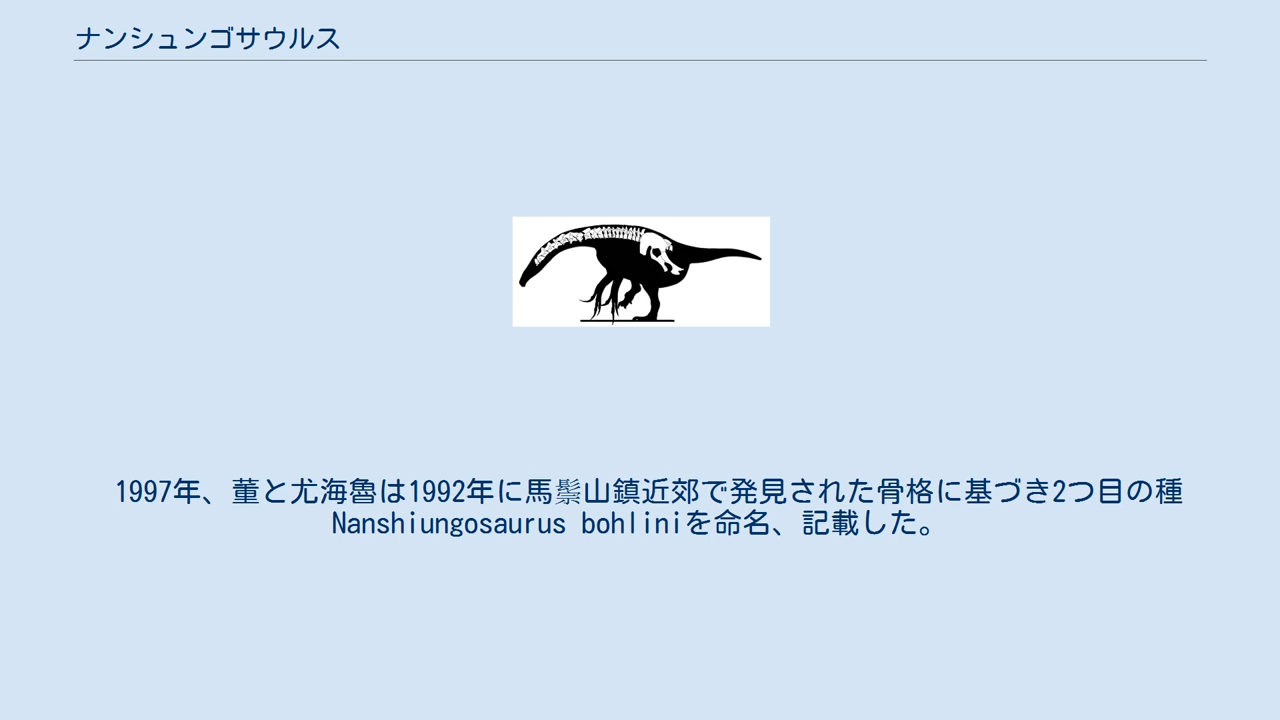 ナンシュンゴサウルス
1997年、董と尤海魯は1992年に馬鬃山鎮近郊で発見された骨格に基づき2つ目の種
Nanshiungosaurus bohliniを命名、記載した。